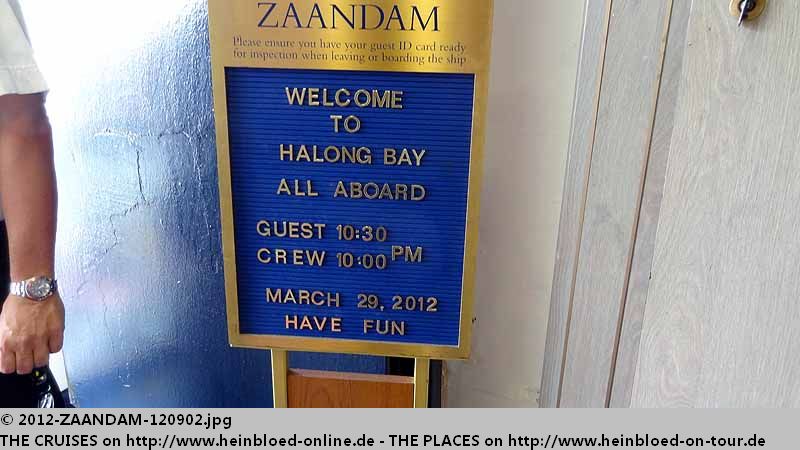 ZAANDAM
Please ensure you have your guest ID card ready
for inspection when leaving or boarding the ship
WELCOME
TO
HALONG BAY
ALL ABOARD
GUEST 10:30
CREW 10:00 PM
MARCH 29, 2012
HAVE FUN
© 2012-ZAANDAM-120902.jpg
THE CRUISES on http://www.heinbloed-online.de - THE PLACES on http://www.heinbloed-on-tour.de